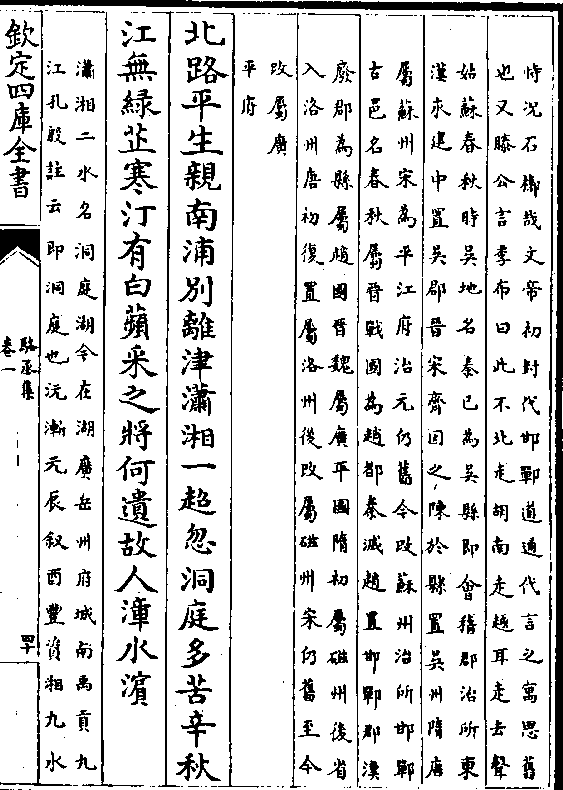 時况石梆哉文帝初封代邯鄲道通代言之寓思舊
也又滕公言季布曰此不北走胡南走越耳走去聲
姑蘇春秋時吳地名秦已為吳縣即會稽郡治所東
漢永建中置吳郡晉宋齊因之陳於縣置吳州隋唐
屬蘇州宋為平江府治元仍舊今改蘇州治所邯鄲
古邑名春秋屬晉戰國為趙都秦滅趙置邯鄲郡漢
廢郡為縣屬趙國晉魏屬廣平國隋初屬磁州後省
入洛州唐初復置屬洛州後改屬磁州宋仍舊至今
改屬廣
平府
北路平生親南浦別離津瀟湘一超忽洞庭多苦辛秋
江無緑芷寒汀有白蘋采之將何遺故人漳水濵
瀟湘二水名洞庭湖今在湖廣岳州府城南禹貢九
江孔殷註云即洞庭也沅漸元辰叙酉豐資湘九水
欽定四庫全書
駱丞集
卷一
四十